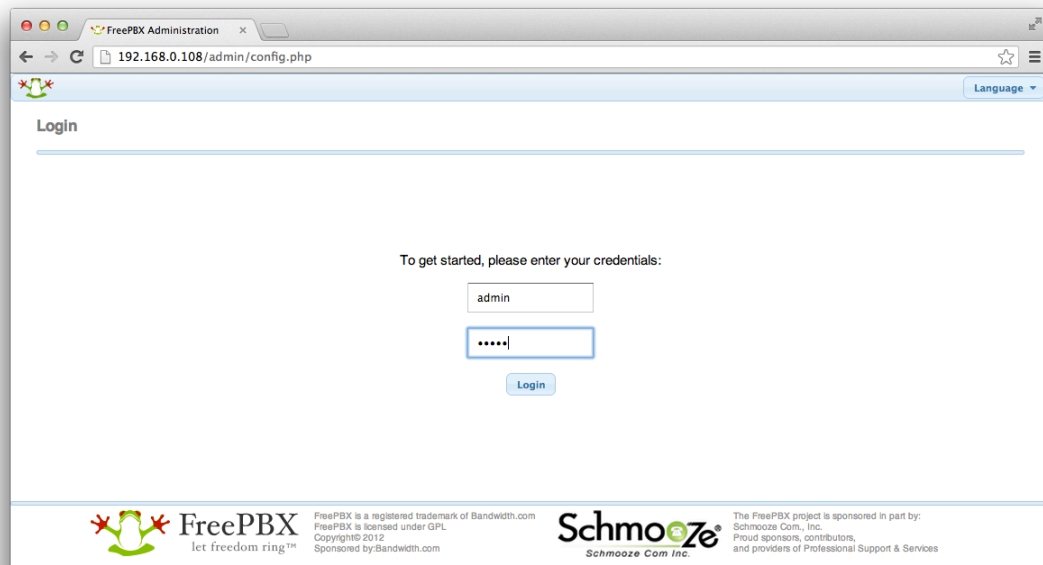 FreePBX Administration
192.168.0.108/admin/config.php
Language
Login
To get started, please enter your credentials:
admin
•••••
Login
FreePBX
let freedom ring™
FreePBX is a registered trademark of Bandwidth.com
FreePBX is licensed under GPL
Copyright© 2012
Sponsored by:Bandwidth.com
Schmooze®
Schmooze Com Inc.
The FreePBX project is sponsored in part by:
Schmooze Com., Inc.
Proud sponsors, contributors,
and providers of Professional Support & Services